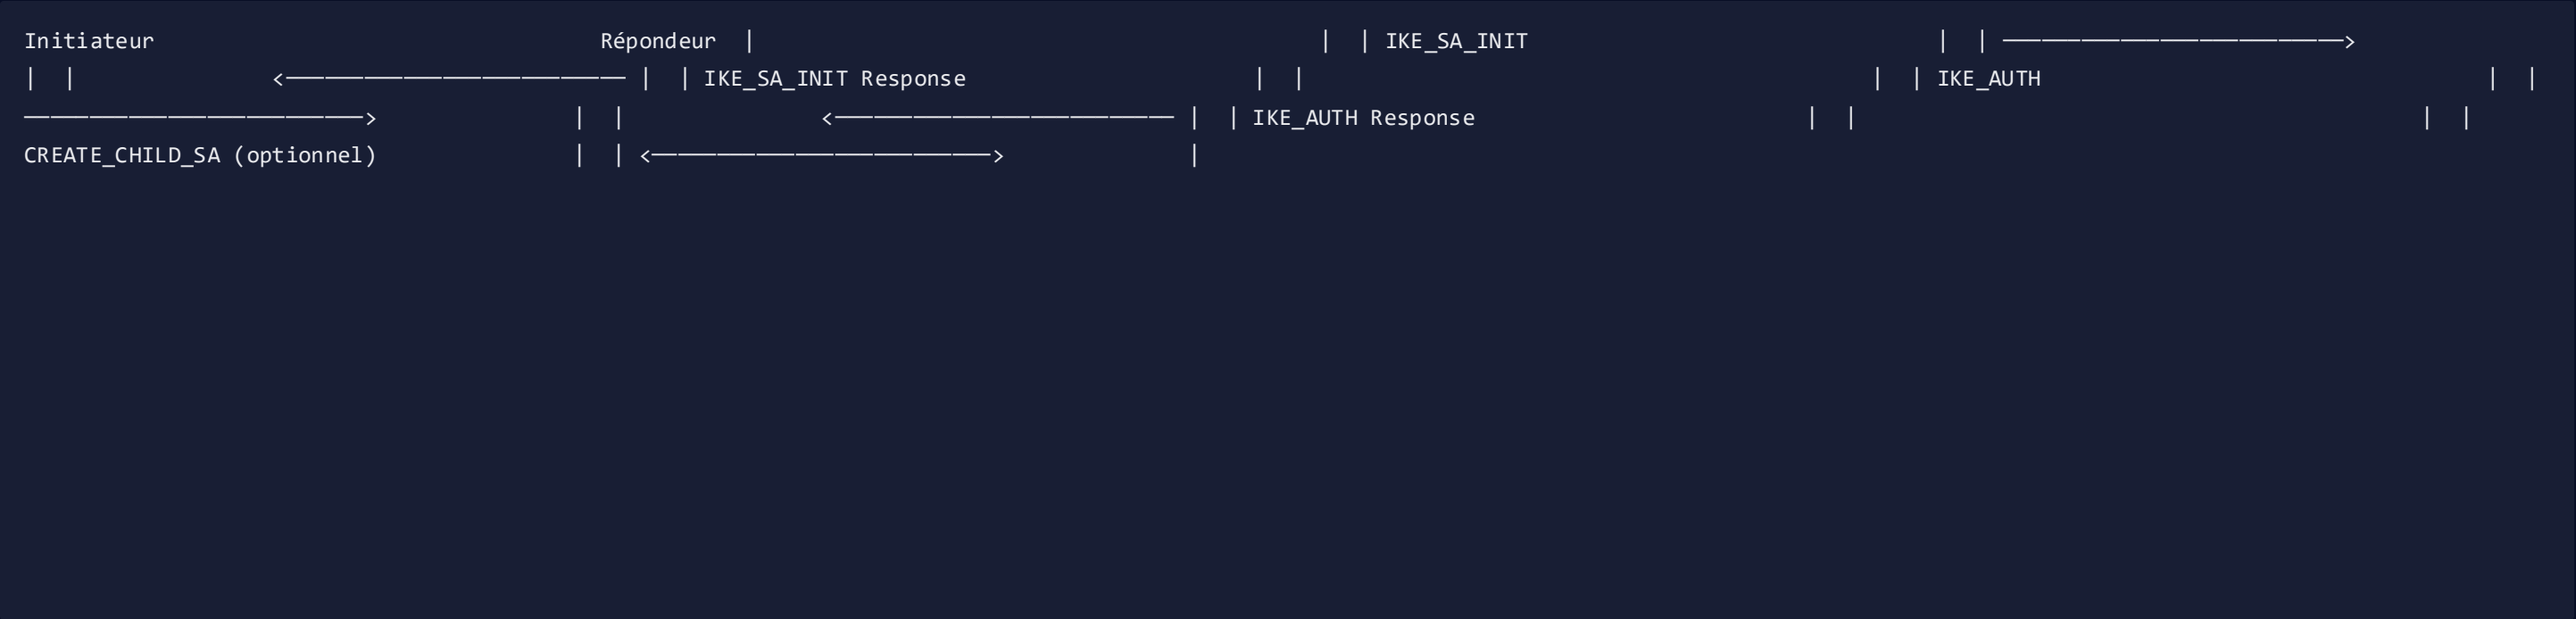 Initiateur                                  Répondeur  |                                           |  | IKE_SA_INIT                               |  | ──────────────────────────>
|  |               <────────────────────────── |  | IKE_SA_INIT Response                      |  |                                           |  | IKE_AUTH                                  |  |
──────────────────────────>               |  |               <────────────────────────── |  | IKE_AUTH Response                         |  |                                           |  |
CREATE_CHILD_SA (optionnel)               |  | <──────────────────────────>              |